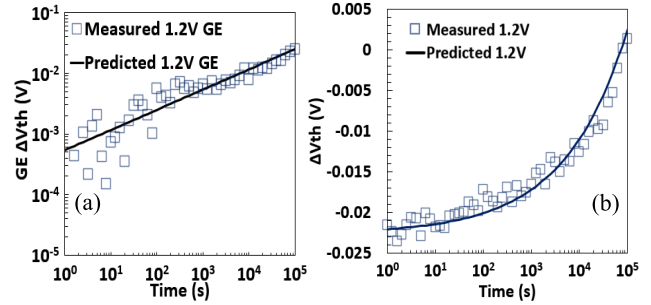 10⁻¹
10⁻²
10⁻³
10⁻⁴
10⁻⁵
GE ΔVth (V)
Measured 1.2V GE
Predicted 1.2V GE
(a)
10⁰ 10¹ 10² 10³ 10⁴ 10⁵
Time (s)
0.005
0
-0.005
-0.01
-0.015
-0.02
-0.025
ΔVth (V)
Measured 1.2V
Predicted 1.2V
(b)
10⁰ 10¹ 10² 10³ 10⁴ 10⁵
Time (s)